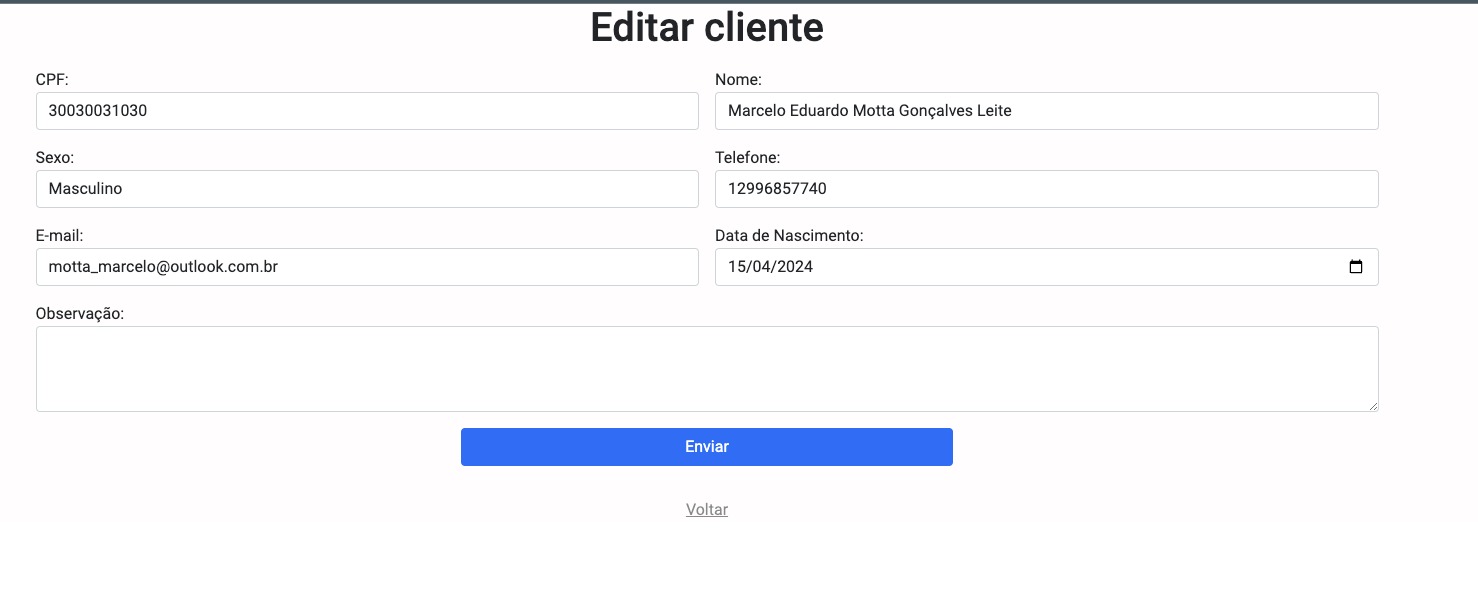 Editar cliente
CPF:
30030031030
Nome:
Marcelo Eduardo Motta Gonçalves Leite
Sexo:
Masculino
Telefone:
12996857740
E-mail:
motta_marcelo@outlook.com.br
Data de Nascimento:
15/04/2024
Observação:
Enviar
Voltar